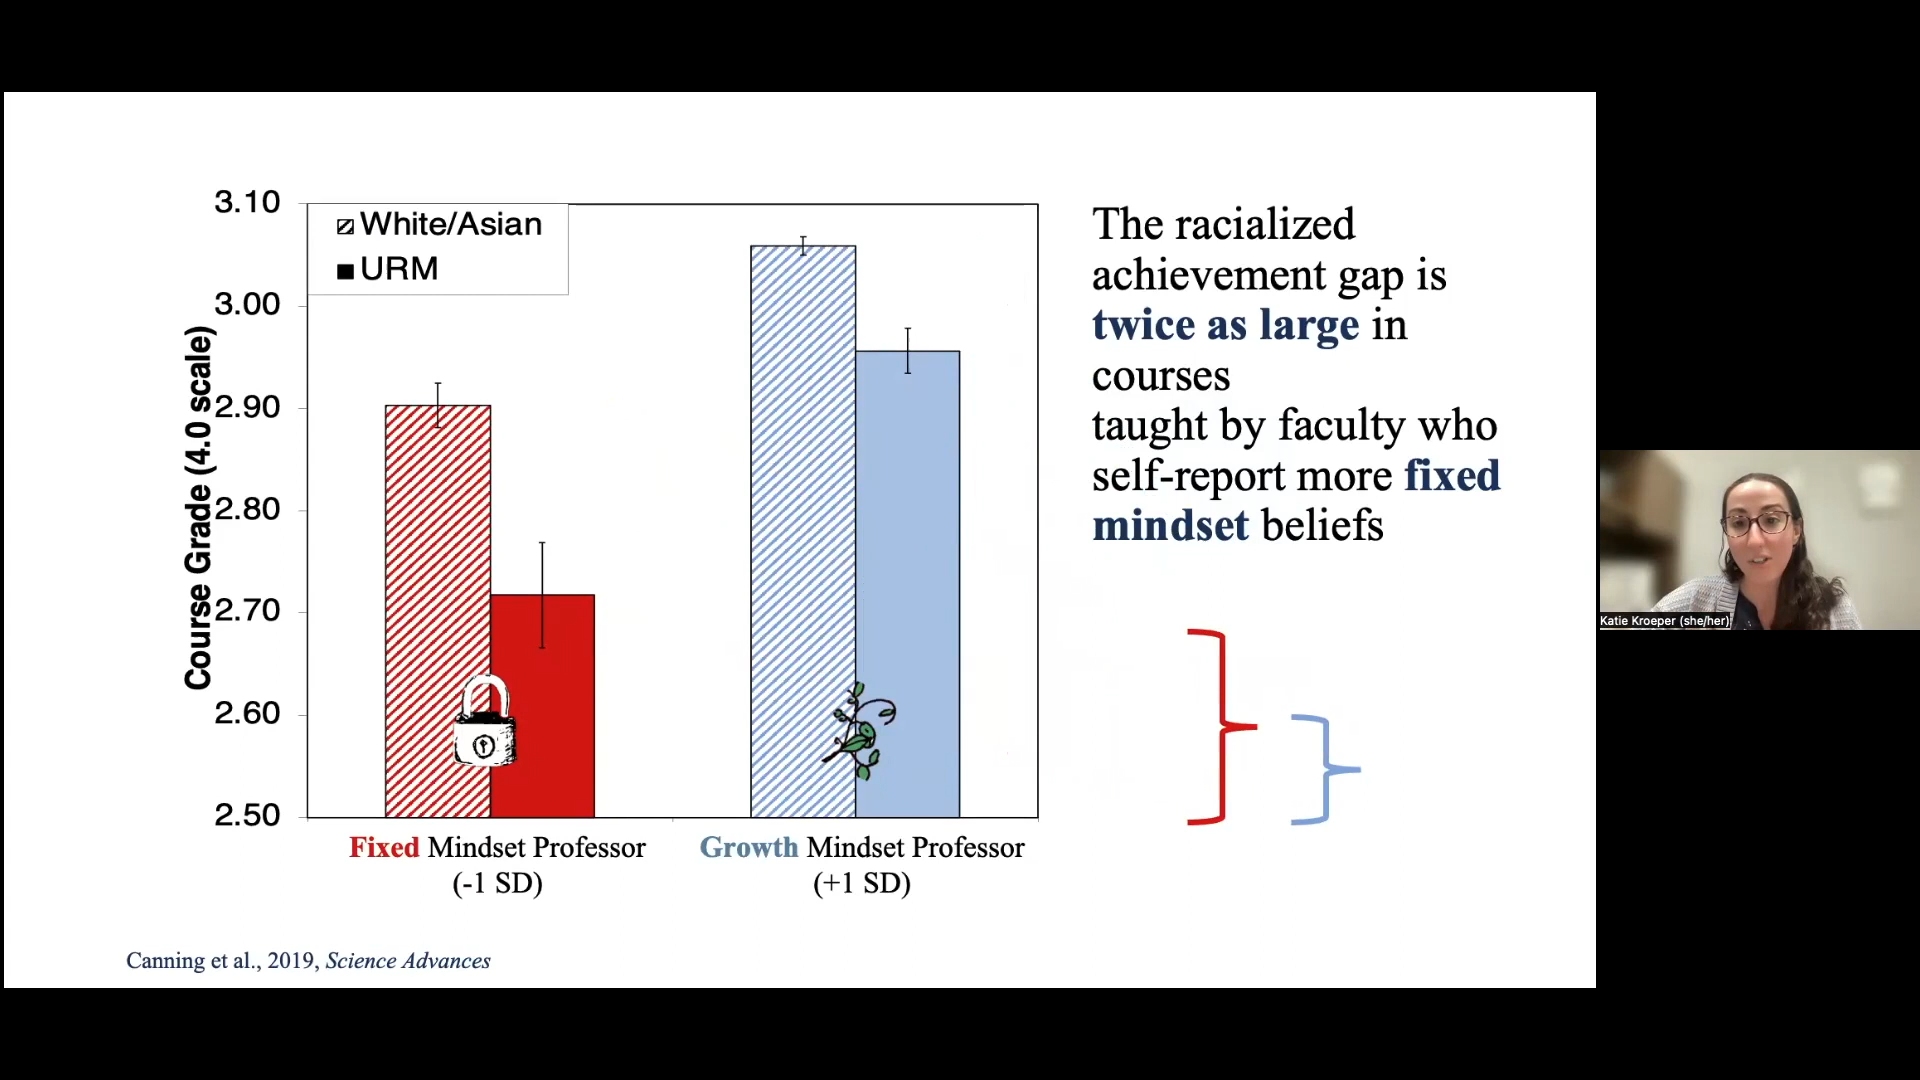 3.10
3.00
2.90
2.80
2.70
2.60
2.50
Course Grade (4.0 scale)
White/Asian
URM
Fixed Mindset Professor
(-1 SD)
Growth Mindset Professor
(+1 SD)
The racialized
achievement gap is
twice as large in
courses
taught by faculty who
self-report more fixed
mindset beliefs
Canning et al., 2019, Science Advances
Katie Kroeper (she/her)